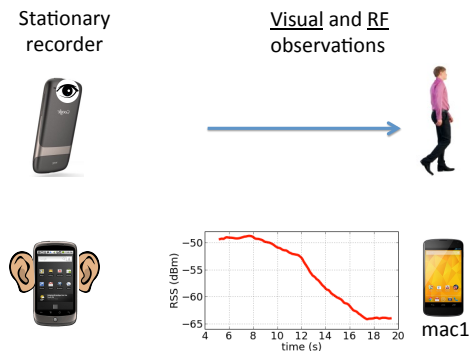 Stationary
recorder
Visual and RF
observations
−50
−55
−60
−65
RSS (dBm)
4 6 8 10 12 14 16 18 20
time (s)
mac1